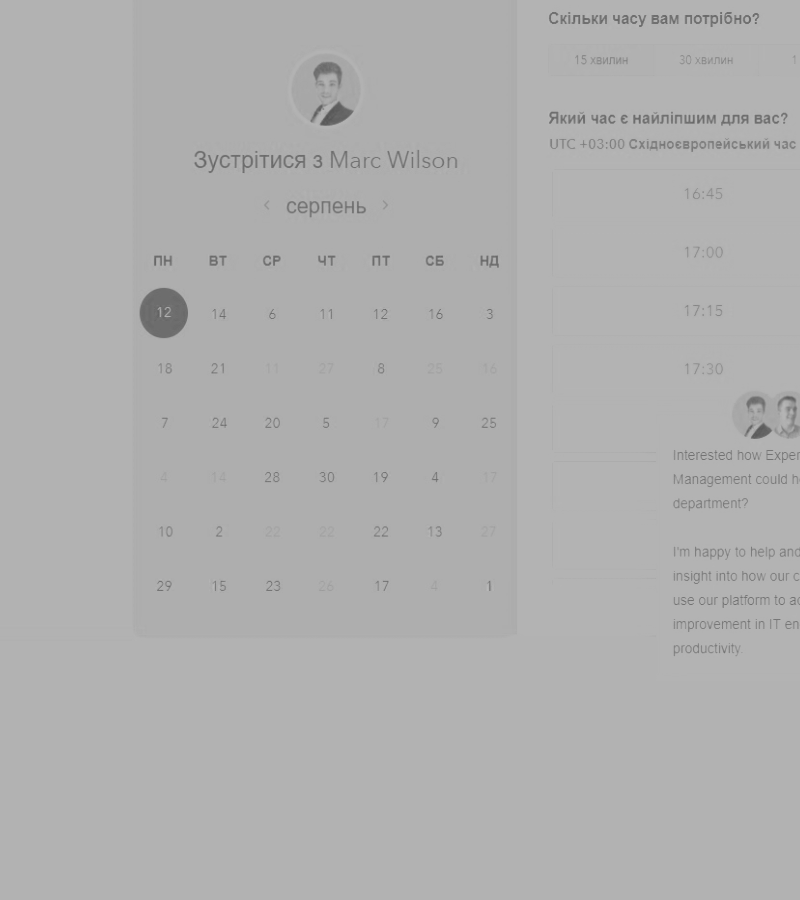 Зустрітися з Marc Wilson
серпень
ПН ВТ СР ЧТ ПТ СБ НД
12 14 6 11 12 16 3
18 21 11 27 8 25 16
7 24 20 5 17 9 25
4 14 28 30 19 4 17
10 2 22 22 22 13 27
29 15 23 26 17 4 1
Скільки часу вам потрібно?
15 хвилин 30 хвилин 1
Який час є найліпшим для вас?
UTC +03:00 Східноєвропейський час
16:45
17:00
17:15
17:30
Interested how Exper
Management could h
department?
I'm happy to help and
insight into how our c
use our platform to a
improvement in IT en
productivity.